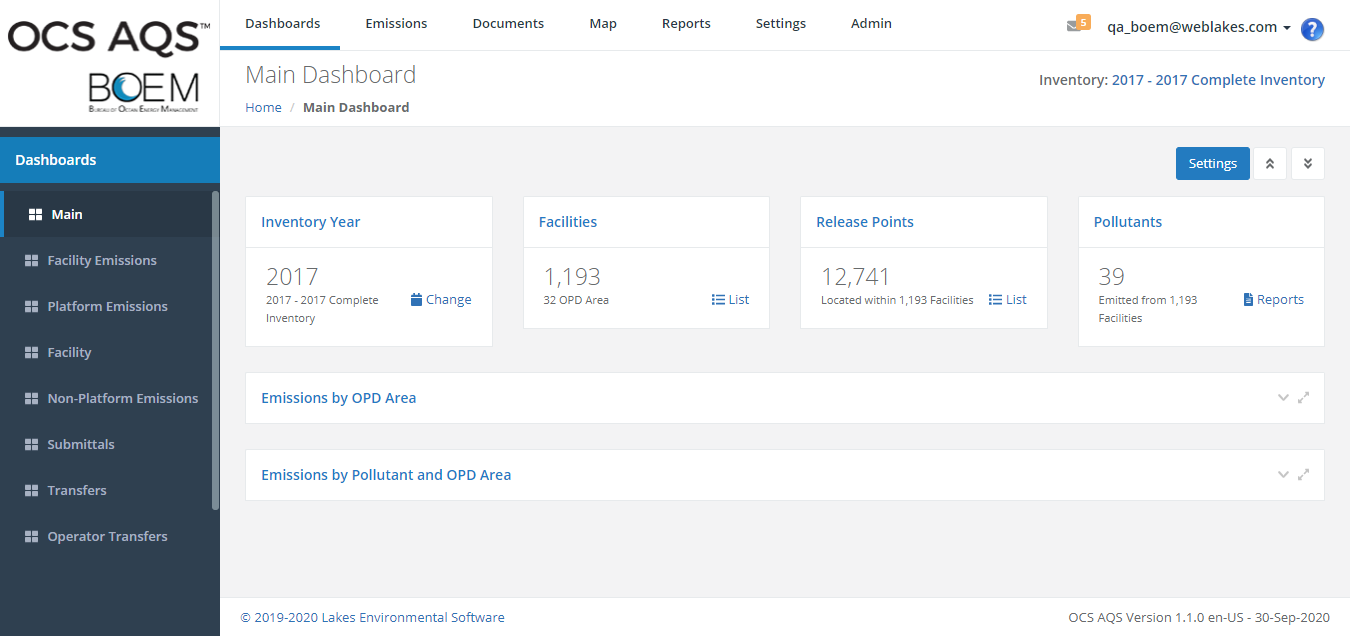 OCS AQS™
BOEM
Bureau of Ocean Energy Management
Dashboards Emissions Documents Map Reports Settings Admin
5 qa_boem@weblakes.com ?
Main Dashboard
Home / Main Dashboard
Inventory: 2017 - 2017 Complete Inventory
Dashboards
Main
Facility Emissions
Platform Emissions
Facility
Non-Platform Emissions
Submittals
Transfers
Operator Transfers
Settings
Inventory Year
2017
2017 - 2017 Complete
Inventory
Change
Facilities
1,193
32 OPD Area
List
Release Points
12,741
Located within 1,193 Facilities
List
Pollutants
39
Emitted from 1,193
Facilities
Reports
Emissions by OPD Area
Emissions by Pollutant and OPD Area
© 2019-2020 Lakes Environmental Software
OCS AQS Version 1.1.0 en-US - 30-Sep-2020